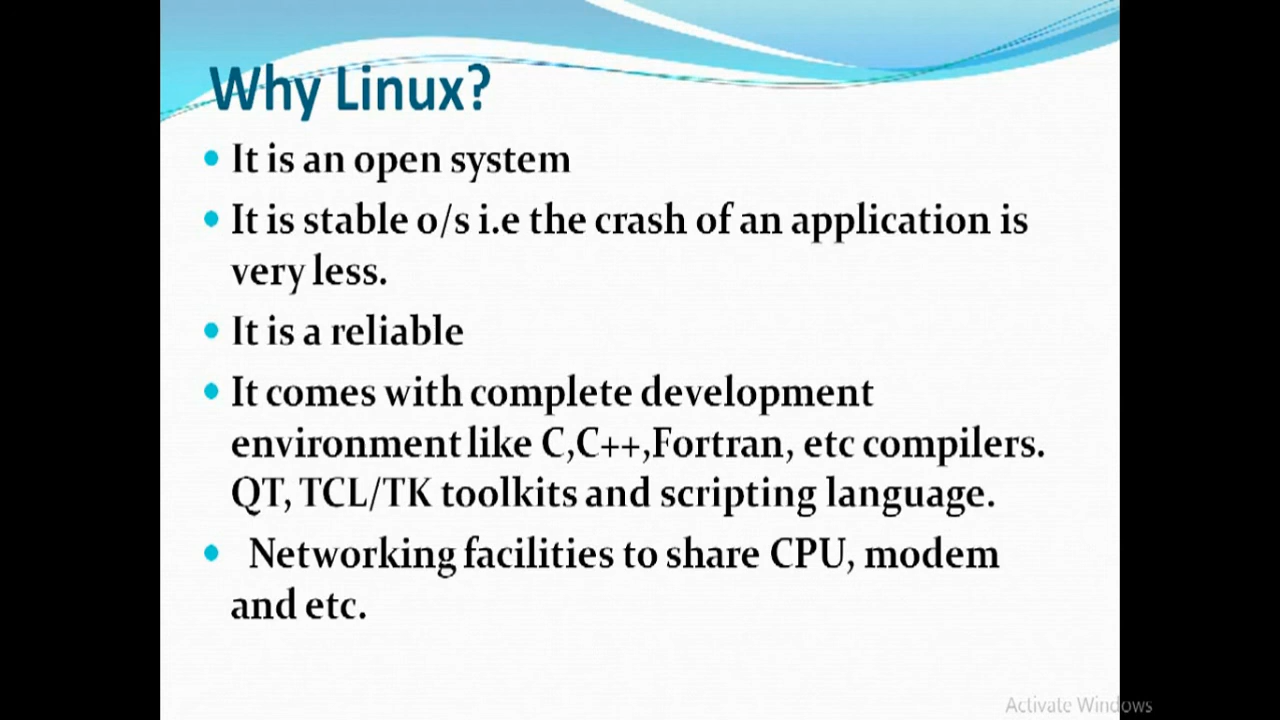 Why Linux?
• It is an open system
• It is stable o/s i.e the crash of an application is
very less.
• It is a reliable
• It comes with complete development
environment like C,C++,Fortran, etc compilers.
QT, TCL/TK toolkits and scripting language.
• Networking facilities to share CPU, modem
and etc.
Activate Windows